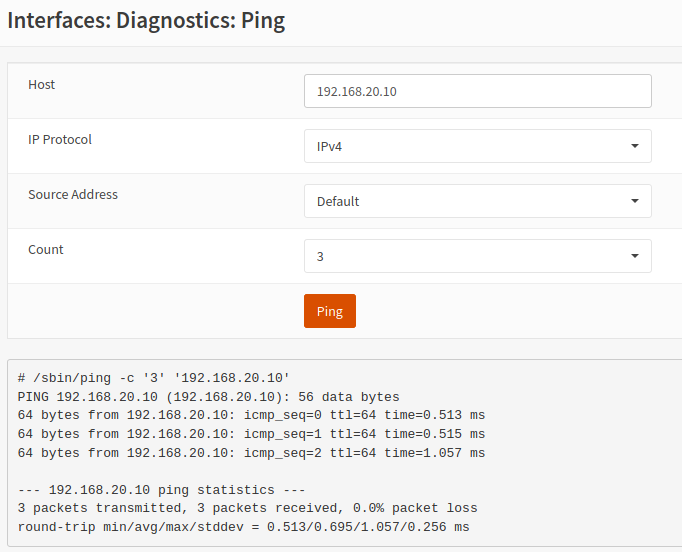 Interfaces: Diagnostics: Ping
Host
192.168.20.10
IP Protocol
IPv4
Source Address
Default
Count
3
Ping
# /sbin/ping -c '3' '192.168.20.10'
PING 192.168.20.10 (192.168.20.10): 56 data bytes
64 bytes from 192.168.20.10: icmp_seq=0 ttl=64 time=0.513 ms
64 bytes from 192.168.20.10: icmp_seq=1 ttl=64 time=0.515 ms
64 bytes from 192.168.20.10: icmp_seq=2 ttl=64 time=1.057 ms
--- 192.168.20.10 ping statistics ---
3 packets transmitted, 3 packets received, 0.0% packet loss
round-trip min/avg/max/stddev = 0.513/0.695/1.057/0.256 ms